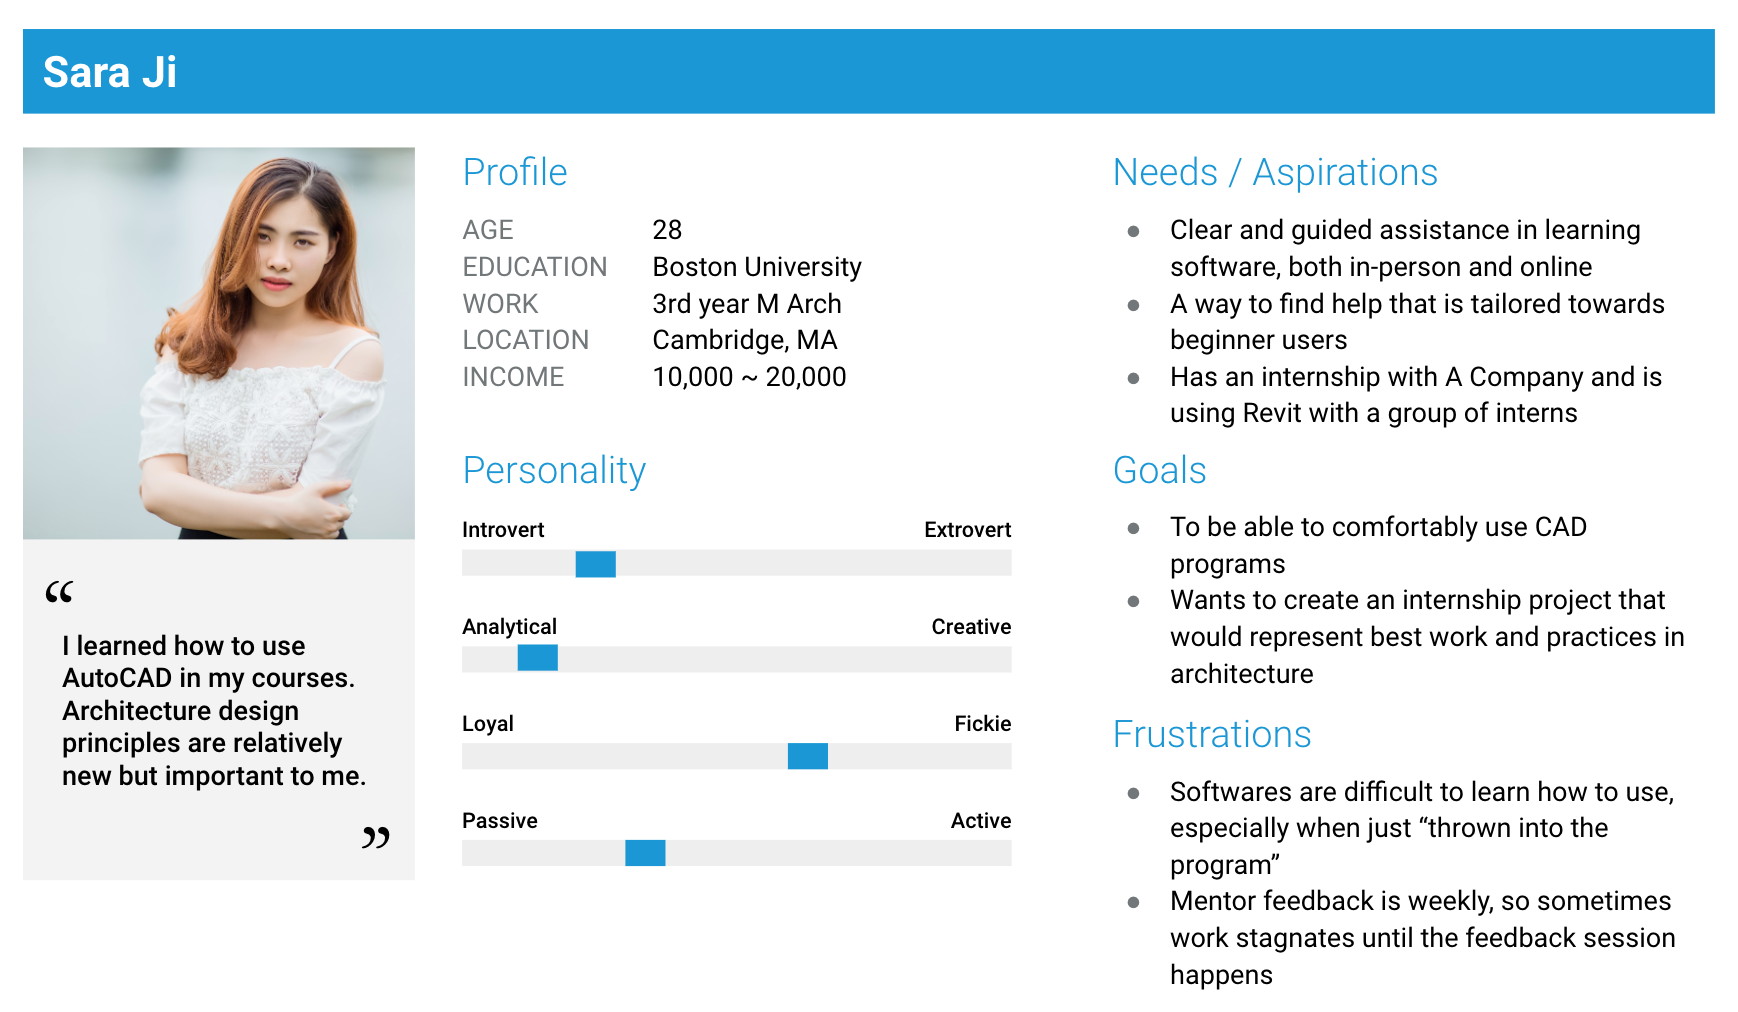 Sara Ji
“
I learned how to use
AutoCAD in my courses.
Architecture design
principles are relatively
new but important to me.
”
Profile
AGE 28
EDUCATION Boston University
WORK 3rd year M Arch
LOCATION Cambridge, MA
INCOME 10,000 ~ 20,000
Personality
Introvert Extrovert
Analytical Creative
Loyal Fickie
Passive Active
Needs / Aspirations
● Clear and guided assistance in learning
software, both in-person and online
● A way to find help that is tailored towards
beginner users
● Has an internship with A Company and is
using Revit with a group of interns
Goals
● To be able to comfortably use CAD
programs
● Wants to create an internship project that
would represent best work and practices in
architecture
Frustrations
● Softwares are difficult to learn how to use,
especially when just “thrown into the
program”
● Mentor feedback is weekly, so sometimes
work stagnates until the feedback session
happens